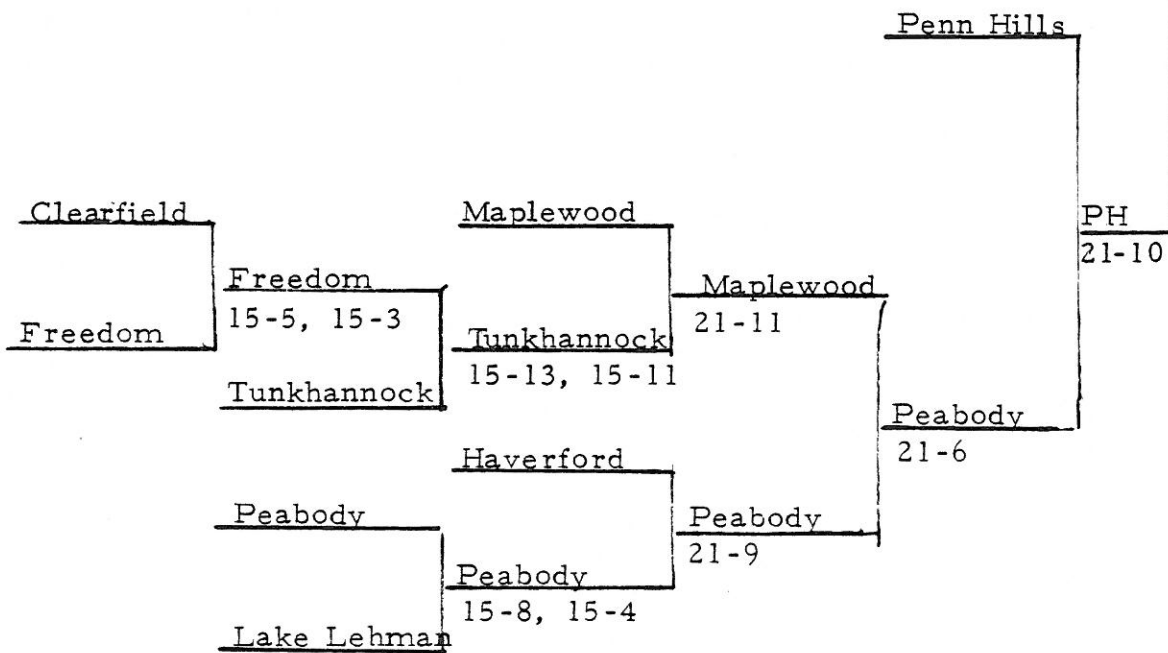 Penn Hills
Clearfield
Maplewood
PH
21-10
Freedom
15-5, 15-3
Maplewood
21-11
Freedom
Tunkhannock
15-13, 15-11
Tunkhannock
Peabody
21-6
Haverford
Peabody
Peabody
21-9
Peabody
15-8, 15-4
Lake Lehman